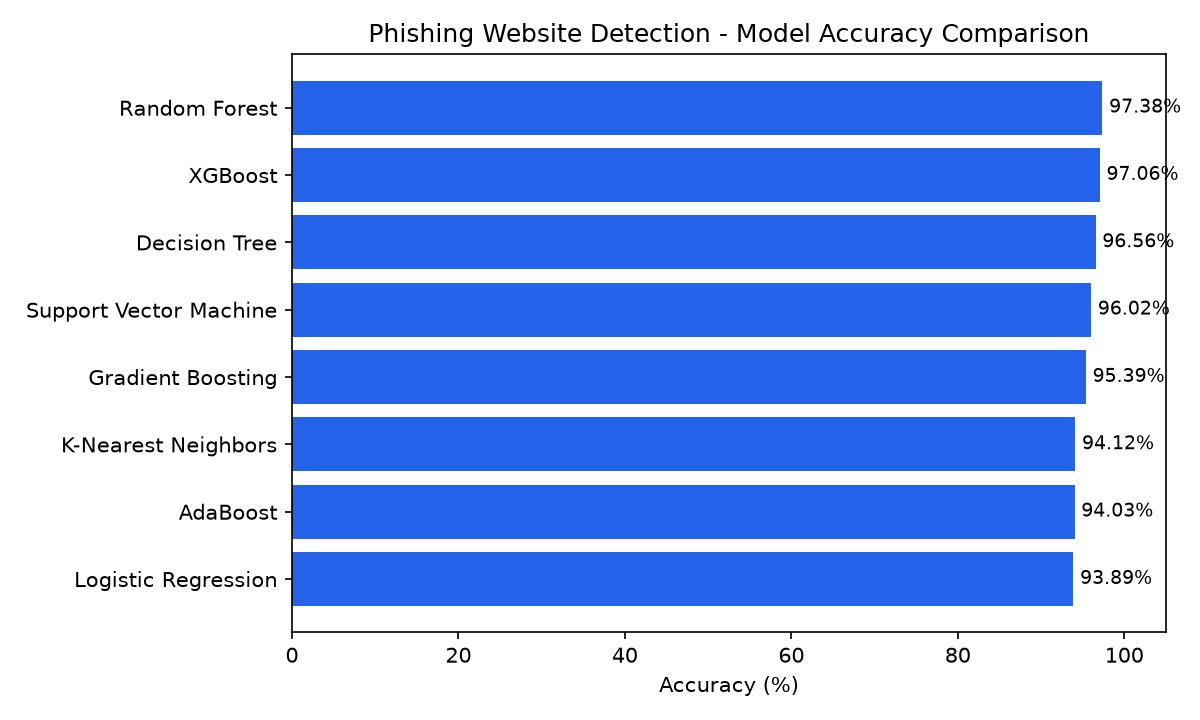 Phishing Website Detection - Model Accuracy Comparison
Random Forest 97.38%
XGBoost 97.06%
Decision Tree 96.56%
Support Vector Machine 96.02%
Gradient Boosting 95.39%
K-Nearest Neighbors 94.12%
AdaBoost 94.03%
Logistic Regression 93.89%
0 20 40 60 80 100
Accuracy (%)